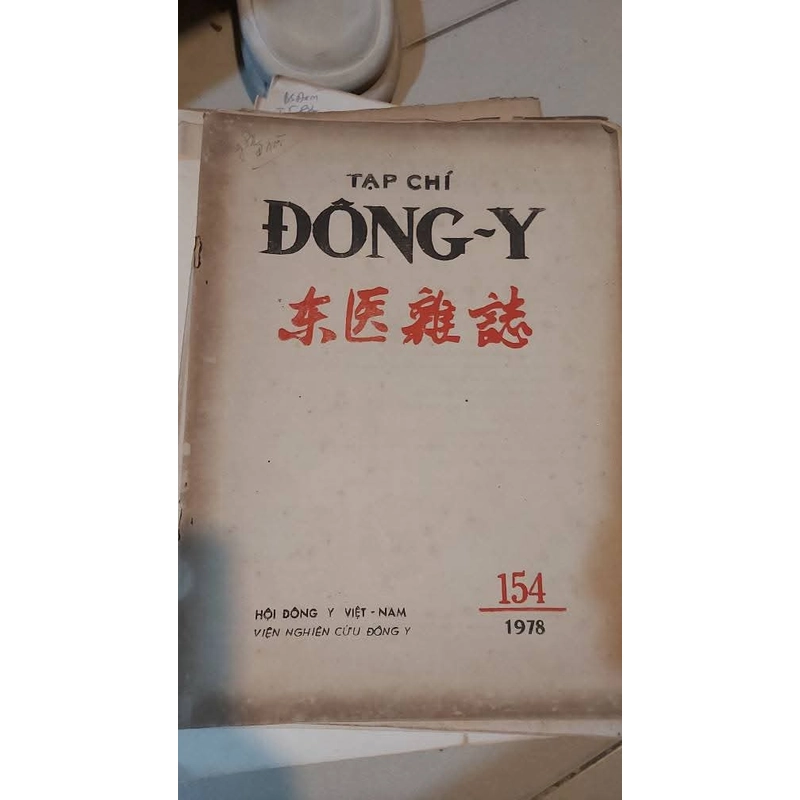 TẠP CHÍ
ĐÔNG-Y
东医雜誌
154
1978
HỘI ĐÔNG Y VIỆT-NAM
VIỆN NGHIÊN CỨU ĐÔNG Y